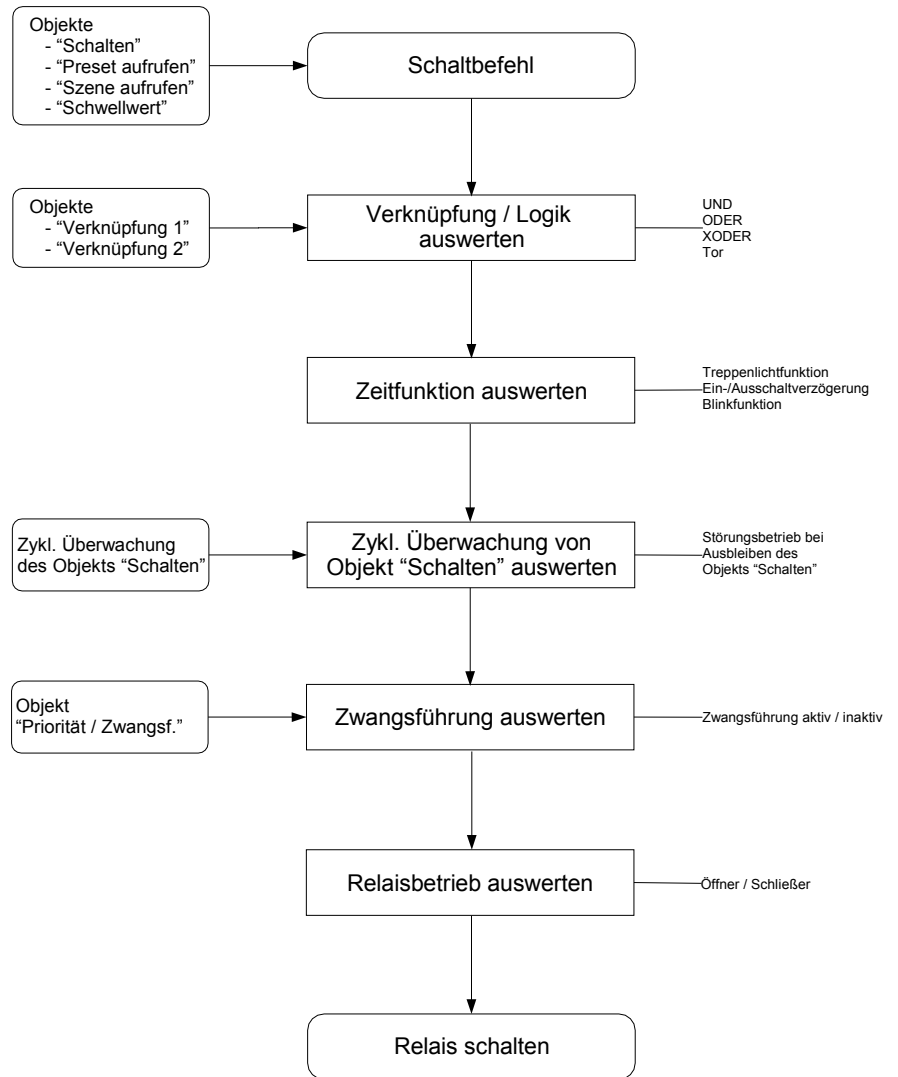 Objekte
- “Schalten”
- “Preset aufrufen”
- “Szene aufrufen”
- “Schwellwert”
Schaltbefehl
Objekte
- “Verknüpfung 1”
- “Verknüpfung 2”
Verknüpfung / Logik
auswerten
UND
ODER
XODER
Tor
Zeitfunktion auswerten
Treppenlichtfunktion
Ein-/Ausschaltverzögerung
Blinkfunktion
Zykl. Überwachung
des Objekts “Schalten”
Zykl. Überwachung von
Objekt “Schalten” auswerten
Störungsbetrieb bei
Ausbleiben des
Objekts “Schalten”
Objekt
“Priorität / Zwangsf.”
Zwangsführung auswerten
Zwangsführung aktiv / inaktiv
Relaisbetrieb auswerten
Öffner / Schließer
Relais schalten